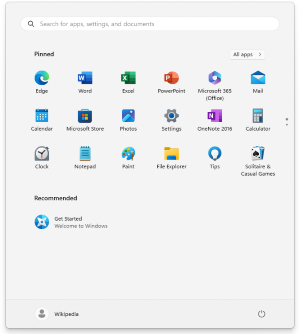 Search for apps, settings, and documents
Pinned
All apps >
Edge
Word
Excel
PowerPoint
Microsoft 365
(Office)
Mail
Calendar
Microsoft Store
Photos
Settings
OneNote 2016
Calculator
Clock
Notepad
Paint
File Explorer
Tips
Solitaire &
Casual Games
Recommended
Get Started
Welcome to Windows
Wikipedia